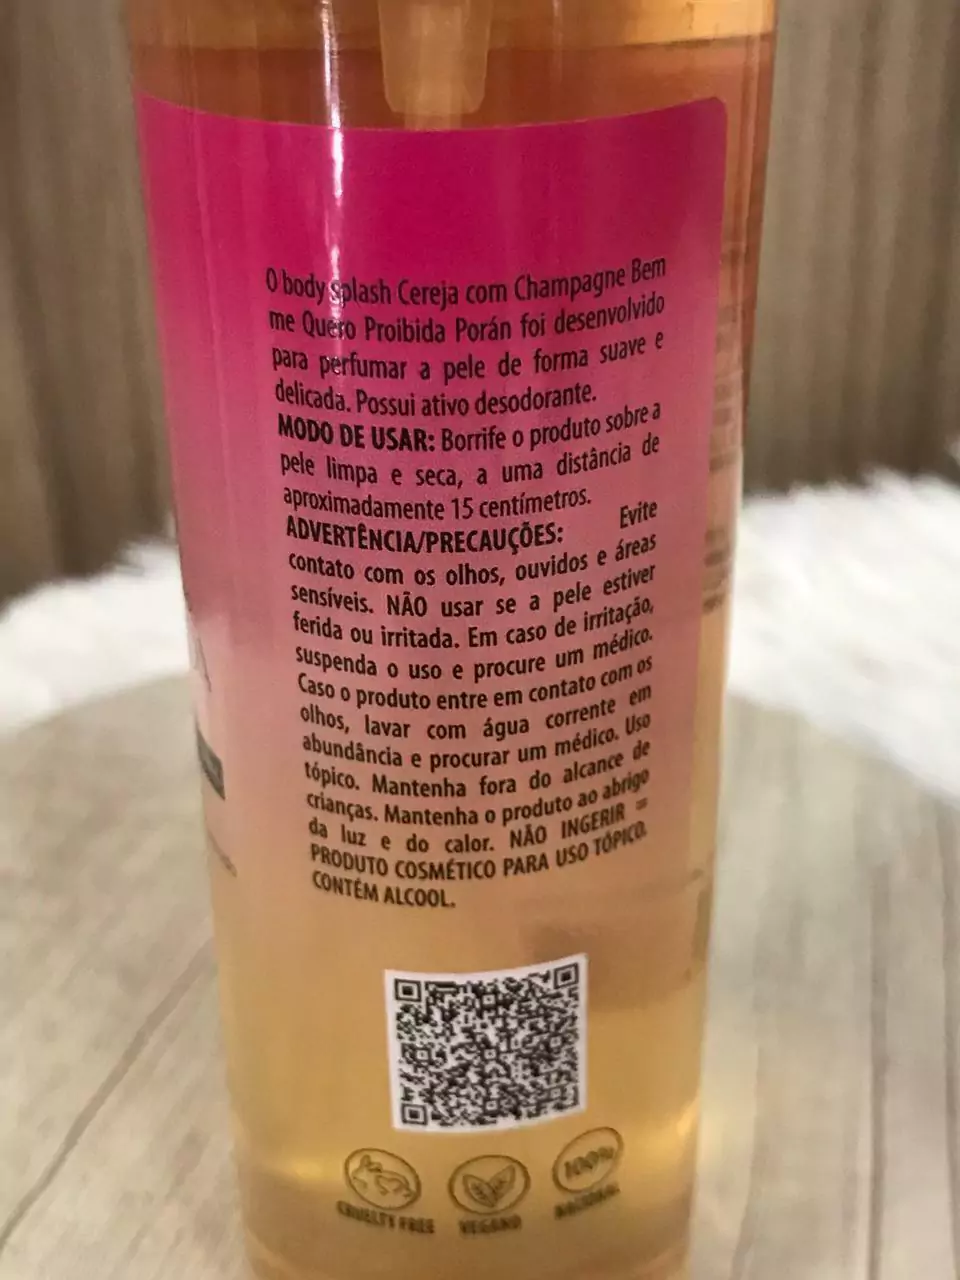 O body splash Cereja com Champagne Bem
me Quero Proibida Porán foi desenvolvido
para perfumar a pele de forma suave e
delicada. Possui ativo desodorante.
MODO DE USAR: Borrife o produto sobre a
pele limpa e seca, a uma distância de
aproximadamente 15 centímetros.
ADVERTÊNCIA/PRECAUÇÕES: Evite
contato com os olhos, ouvidos e áreas
sensíveis. NÃO usar se a pele estiver
ferida ou irritada. Em caso de irritação,
suspenda o uso e procure um médico.
Caso o produto entre em contato com os
olhos, lavar com água corrente em
abundância e procurar um médico. Uso
tópico. Mantenha fora do alcance de
crianças. Mantenha o produto ao abrigo
da luz e do calor. NÃO INGERIR =
PRODUTO COSMÉTICO PARA USO TÓPICO.
CONTÉM ALCOOL.
100%
CRUELTY FREE
VEGANO
NACIONAL